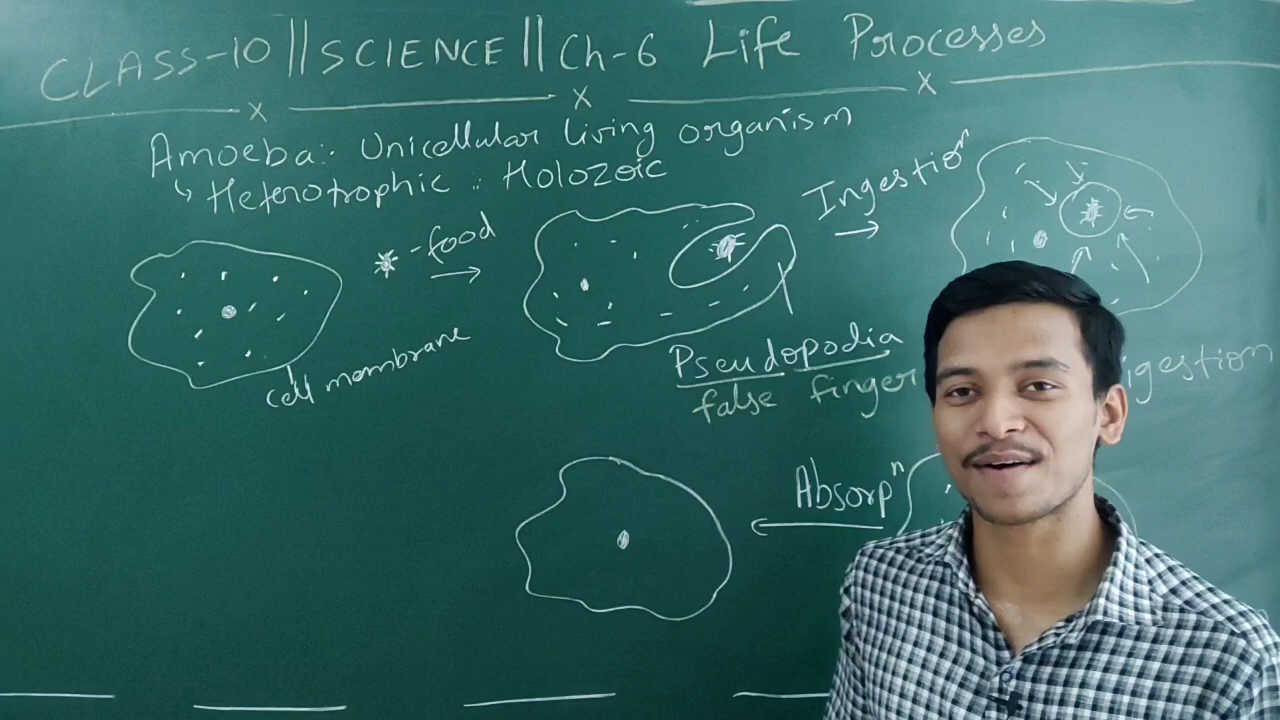 CLASS-10 || SCIENCE || Ch-6 Life Processes
Amoeba:- Unicellular living organism
↳ Heterotrophic :: Holozoic
-food
Ingestioⁿ
cell membrane
Pseudopodia
false finger
igestion
Absorpⁿ